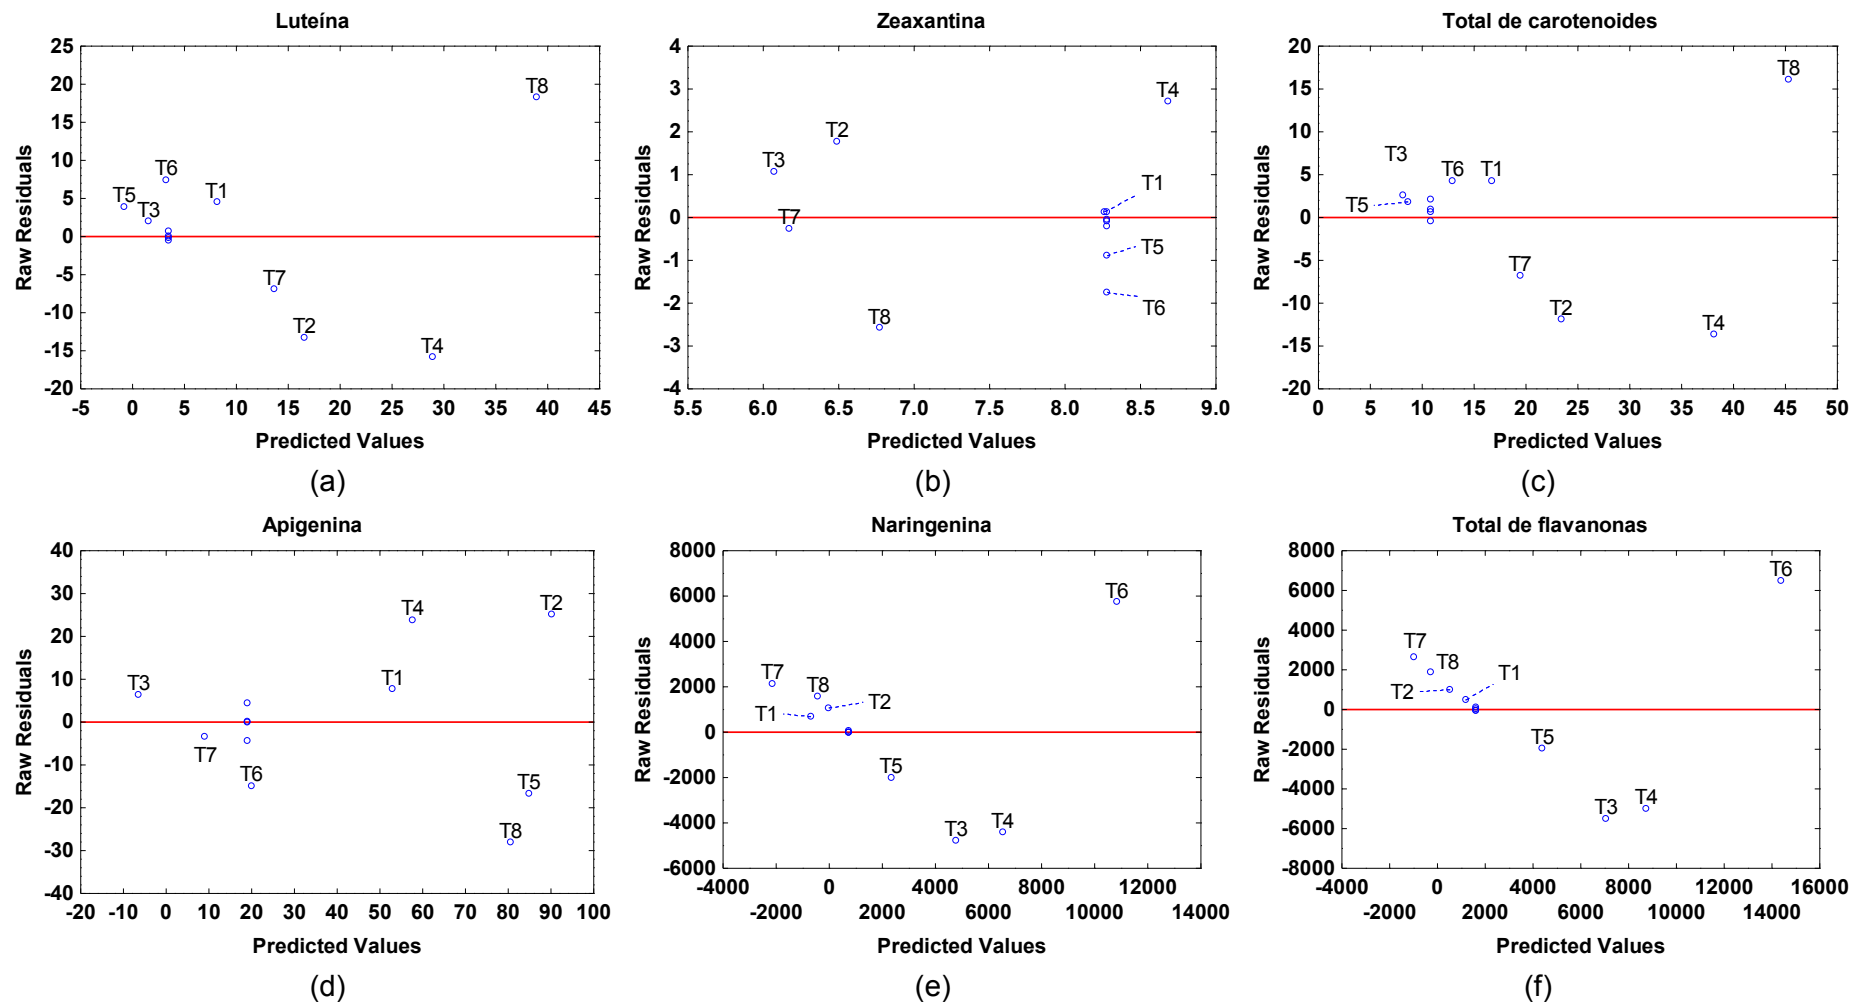 Luteína
25
20
15
10
5
0
-5
-10
-15
-20
Raw Residuals
T8
T6
T5
T3
T1
T7
T2
T4
-5 0 5 10 15 20 25 30 35 40 45
Predicted Values
(a)
Zeaxantina
4
3
2
1
0
-1
-2
-3
-4
Raw Residuals
T4
T2
T3
T1
T7
T5
T6
T8
5.5 6.0 6.5 7.0 7.5 8.0 8.5 9.0
Predicted Values
(b)
Total de carotenoides
20
15
10
5
0
-5
-10
-15
-20
Raw Residuals
T8
T3
T6
T1
T5
T7
T2
T4
0 5 10 15 20 25 30 35 40 45 50
Predicted Values
(c)
Apigenina
40
30
20
10
0
-10
-20
-30
-40
Raw Residuals
T4
T2
T3
T1
T7
T6
T5
T8
-20 -10 0 10 20 30 40 50 60 70 80 90 100
Predicted Values
(d)
Naringenina
8000
6000
4000
2000
0
-2000
-4000
-6000
Raw Residuals
T6
T7
T8
T2
T1
T5
T3
T4
-4000 0 4000 8000 12000
-2000 2000 6000 10000 14000
Predicted Values
(e)
Total de flavanonas
8000
6000
4000
2000
0
-2000
-4000
-6000
-8000
Raw Residuals
T6
T7
T8
T1
T2
T5
T3
T4
-4000 0 4000 8000 12000 16000
-2000 2000 6000 10000 14000
Predicted Values
(f)